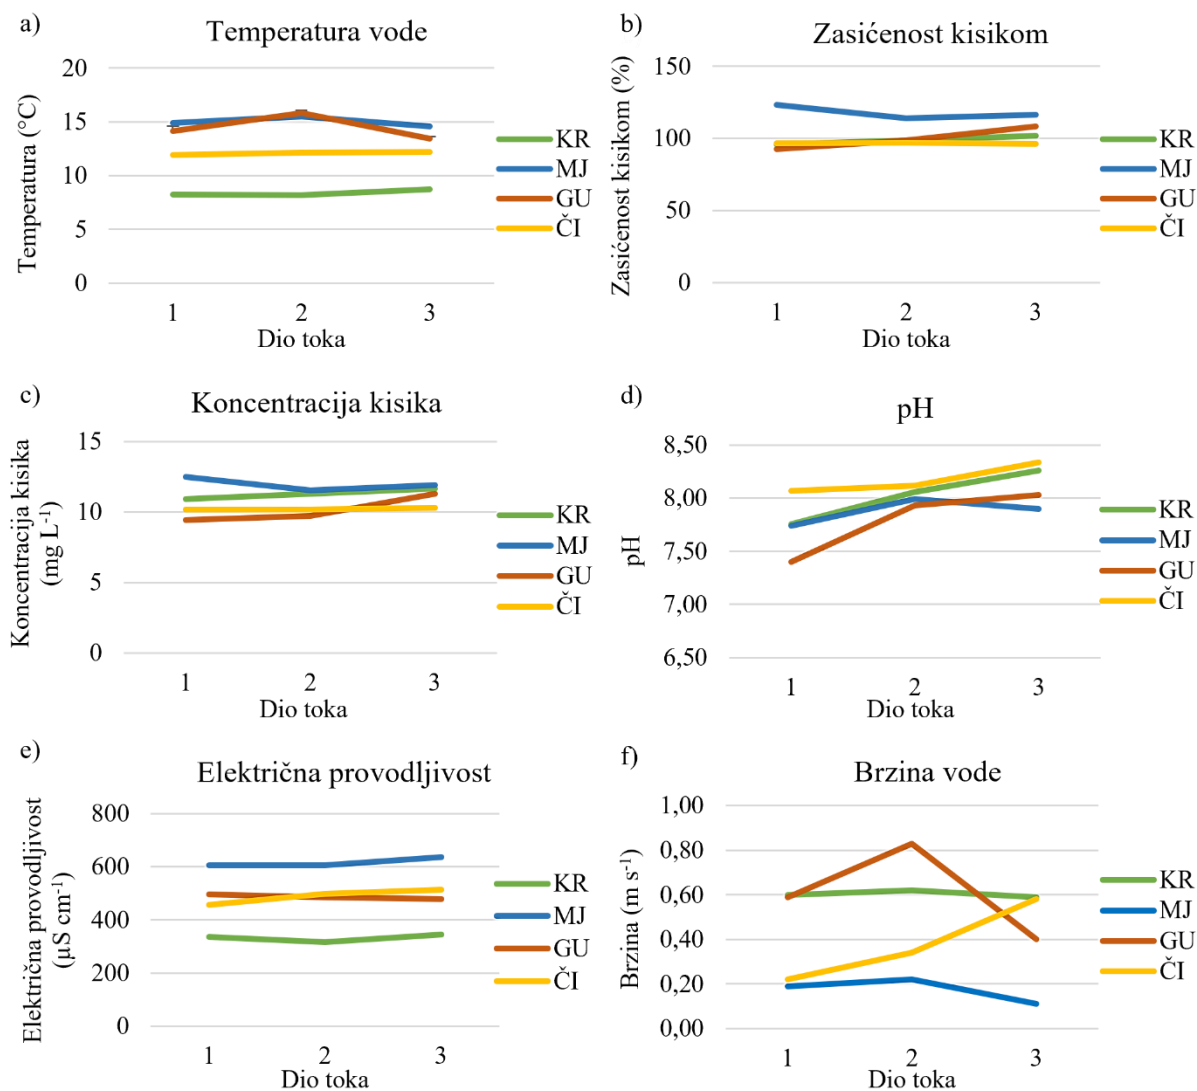 a)
Temperatura vode
Temperatura (°C)
20
15
10
5
0
1 2 3
Dio toka
KR
MJ
GU
ČI
b)
Zasićenost kisikom
Zasićenost kisikom (%)
150
100
50
0
1 2 3
Dio toka
KR
MJ
GU
ČI
c)
Koncentracija kisika
Koncentracija kisika
(mg L⁻¹)
15
10
5
0
1 2 3
Dio toka
KR
MJ
GU
ČI
d)
pH
pH
8,50
8,00
7,50
7,00
6,50
1 2 3
Dio toka
KR
MJ
GU
ČI
e)
Električna provodljivost
Električna provodljivost
(µS cm⁻¹)
800
600
400
200
0
1 2 3
Dio toka
KR
MJ
GU
ČI
f)
Brzina vode
Brzina (m s⁻¹)
1,00
0,80
0,60
0,40
0,20
0,00
1 2 3
Dio toka
KR
MJ
GU
ČI